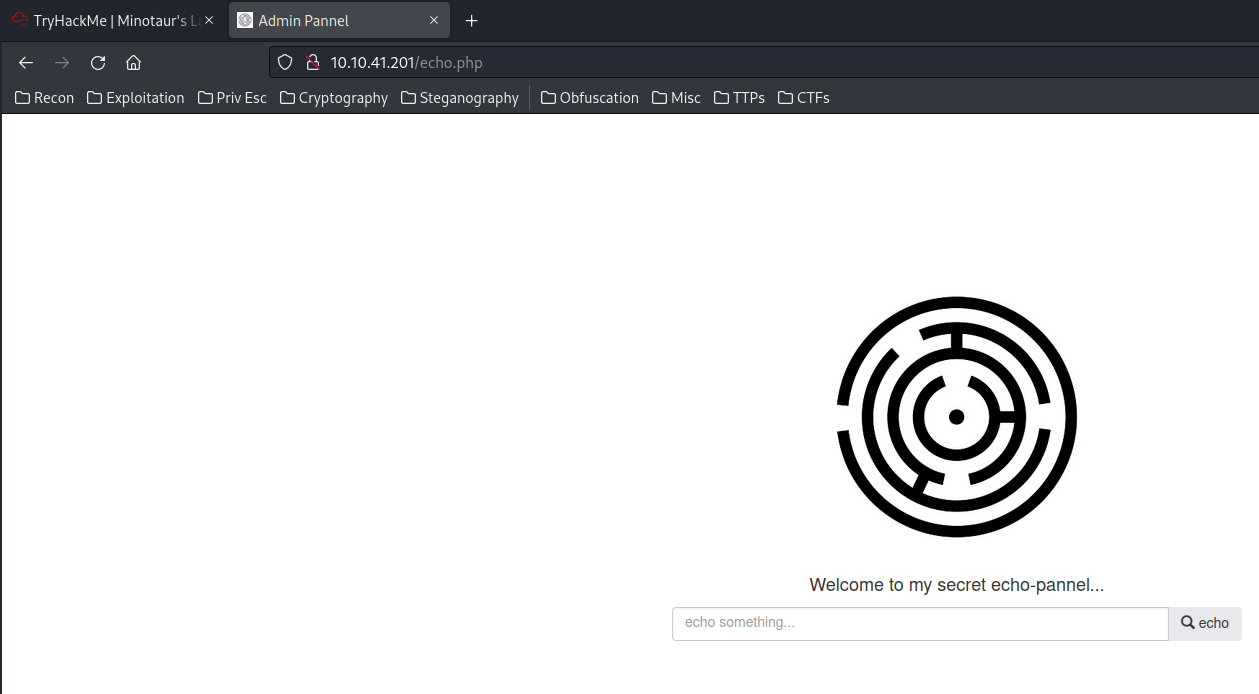 TryHackMe | Minotaur's L
Admin Pannel
10.10.41.201/echo.php
Recon Exploitation Priv Esc Cryptography Steganography Obfuscation Misc TTPs CTFs
Welcome to my secret echo-pannel...
echo something... echo